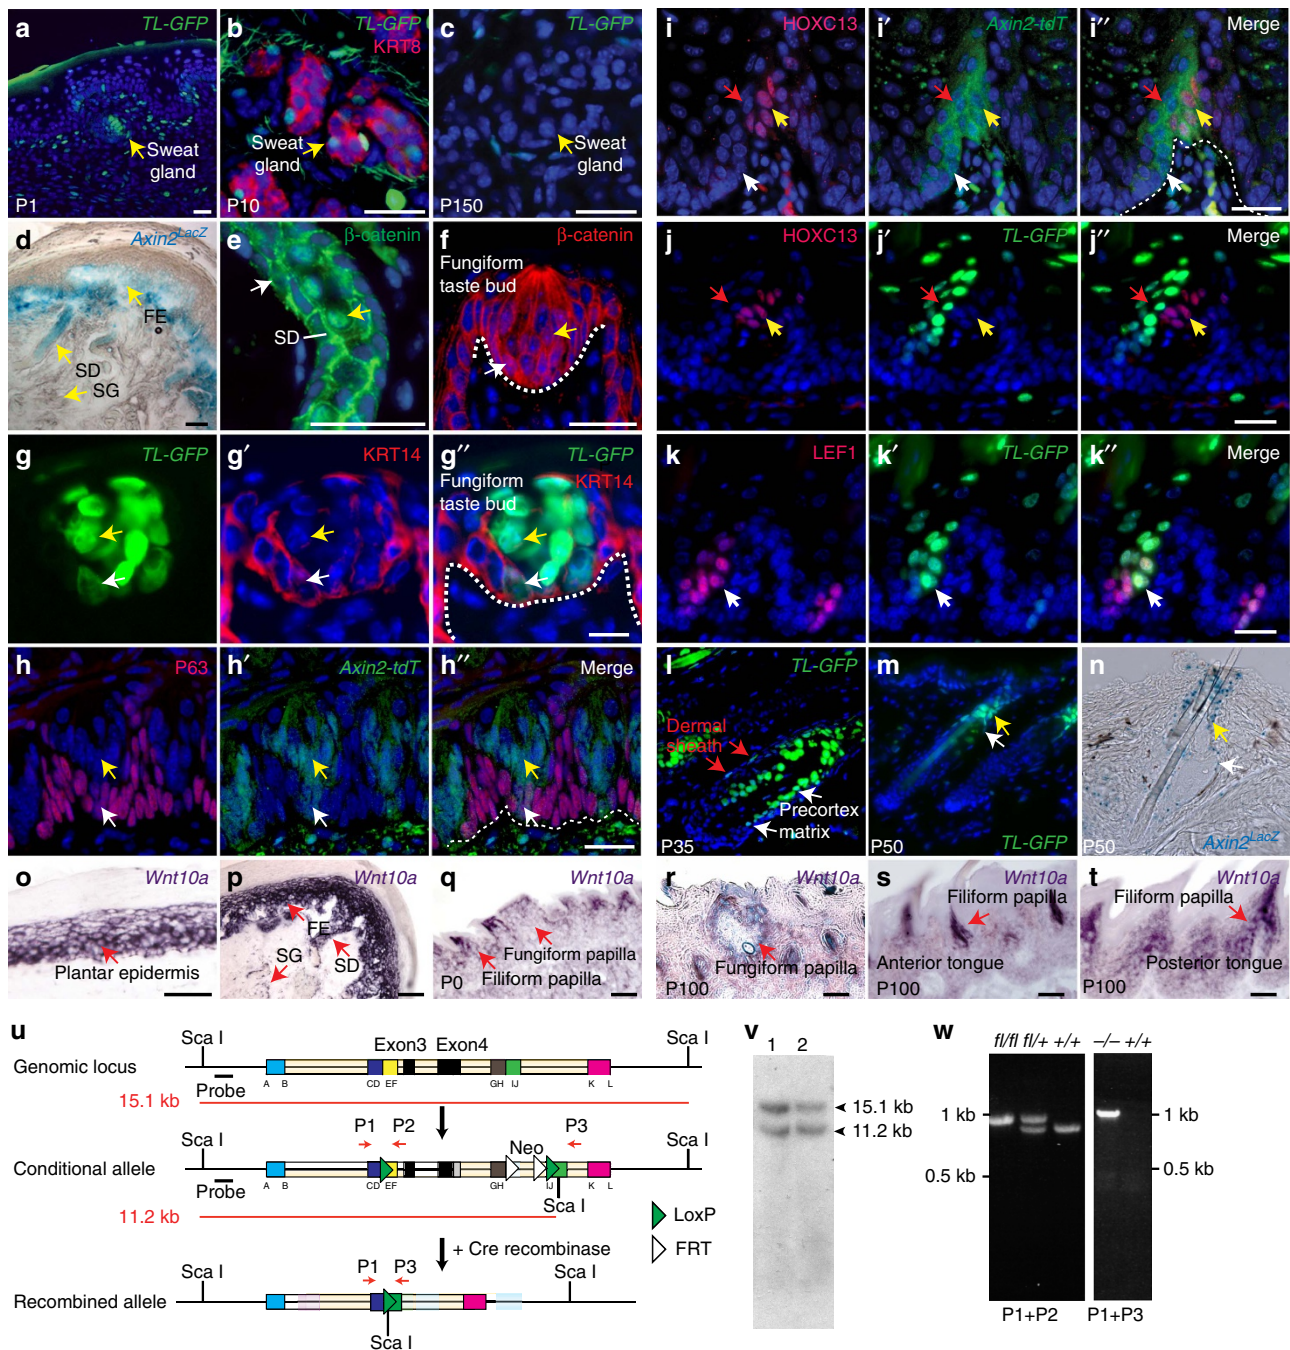 a TL-GFP
Sweat
gland
P1
b TL-GFP
KRT8
Sweat
gland
P10
c TL-GFP
Sweat
gland
P150
d Axin2LacZ
FE
SD
SG
e β-catenin
SD
f β-catenin
Fungiform
taste bud
g TL-GFP
g′ KRT14
g″ TL-GFP
Fungiform KRT14
taste bud
h P63
h′ Axin2-tdT
h″ Merge
i HOXC13
i′ Axin2-tdT
i″ Merge
j HOXC13
j′ TL-GFP
j″ Merge
k LEF1
k′ TL-GFP
k″ Merge
l TL-GFP
Dermal
sheath
Precortex
matrix
P35
m
P50 TL-GFP
n
P50 Axin2LacZ
o Wnt10a
Plantar epidermis
p Wnt10a
FE
SG
SD
q Wnt10a
Fungiform papilla
P0 Filiform papilla
r Wnt10a
Fungiform papilla
P100
s Wnt10a
Filiform papilla
Anterior tongue
P100
t Wnt10a
Filiform papilla
Posterior tongue
P100
u
Sca I Exon3 Exon4 Sca I
Genomic locus
A B CD EF GH IJ K L
Probe
15.1 kb
Sca I P1 P2 Neo P3 Sca I
Conditional allele
A B CD EF GH IJ K L
Probe
Sca I
11.2 kb
LoxP
FRT
+ Cre recombinase
Sca I P1 P3 Sca I
Recombined allele
Sca I
v
1 2
15.1 kb
11.2 kb
w
fl/fl fl/+ +/+ –/– +/+
1 kb 1 kb
0.5 kb 0.5 kb
P1+P2 P1+P3